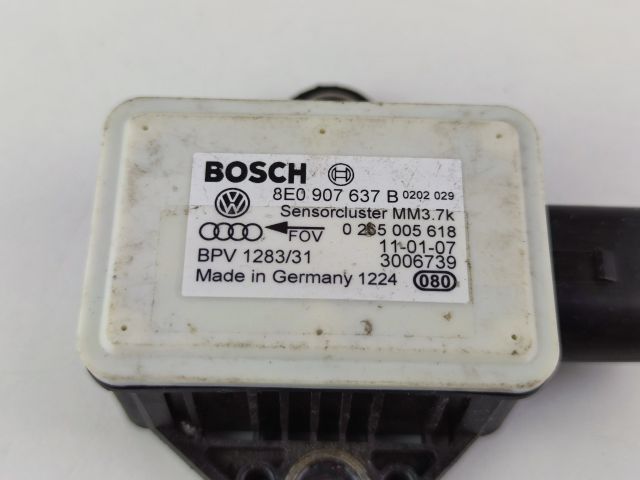 BOSCH
8E0 907 637 B 0202 029
Sensorcluster MM3.7k
FOV 0 265 005 618
11-01-07
BPV 1283/31 3006739
Made in Germany 1224 080